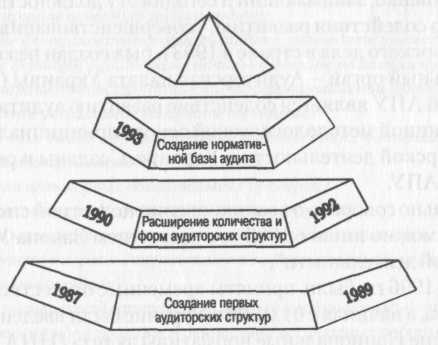 1993
Создание норматив-
ной базы аудита
1990
1992
Расширение количества и
форм аудиторских структур
1987
1989
Создание первых
аудиторских структур